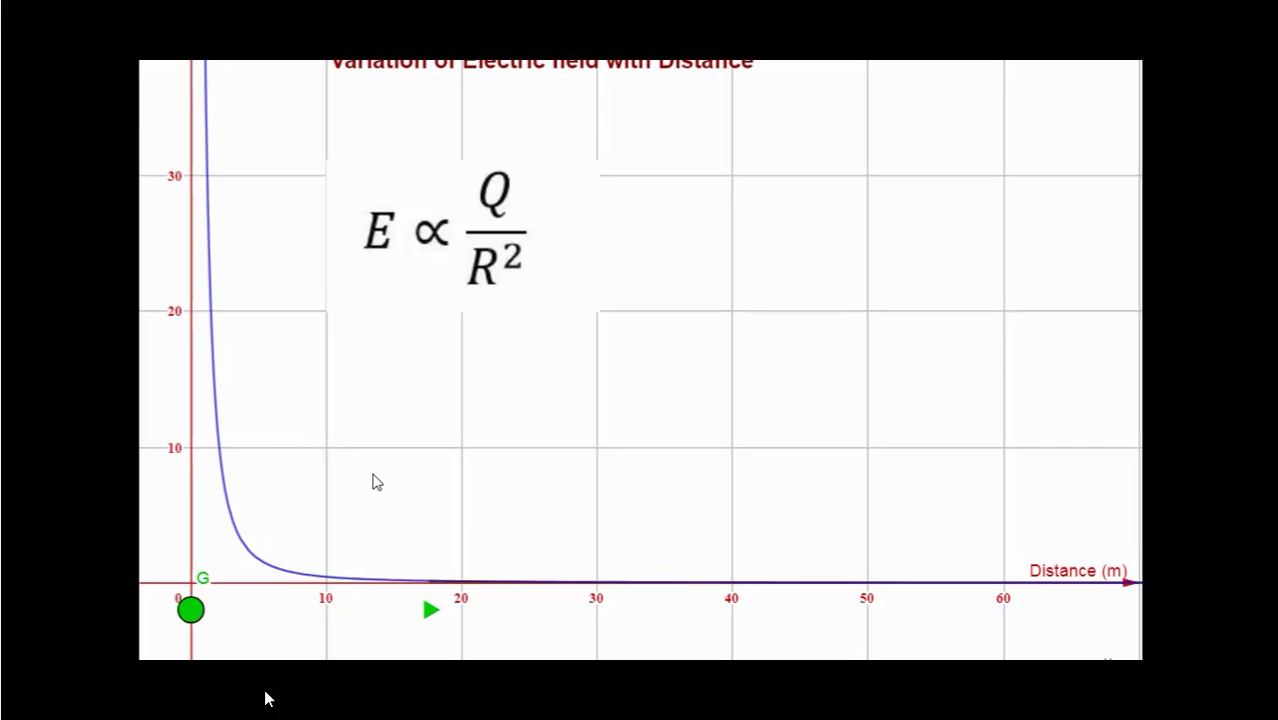 Variation of Electric field with Distance
30
E ∝ Q/R²
20
10
G
Distance (m)
0 10 20 30 40 50 60